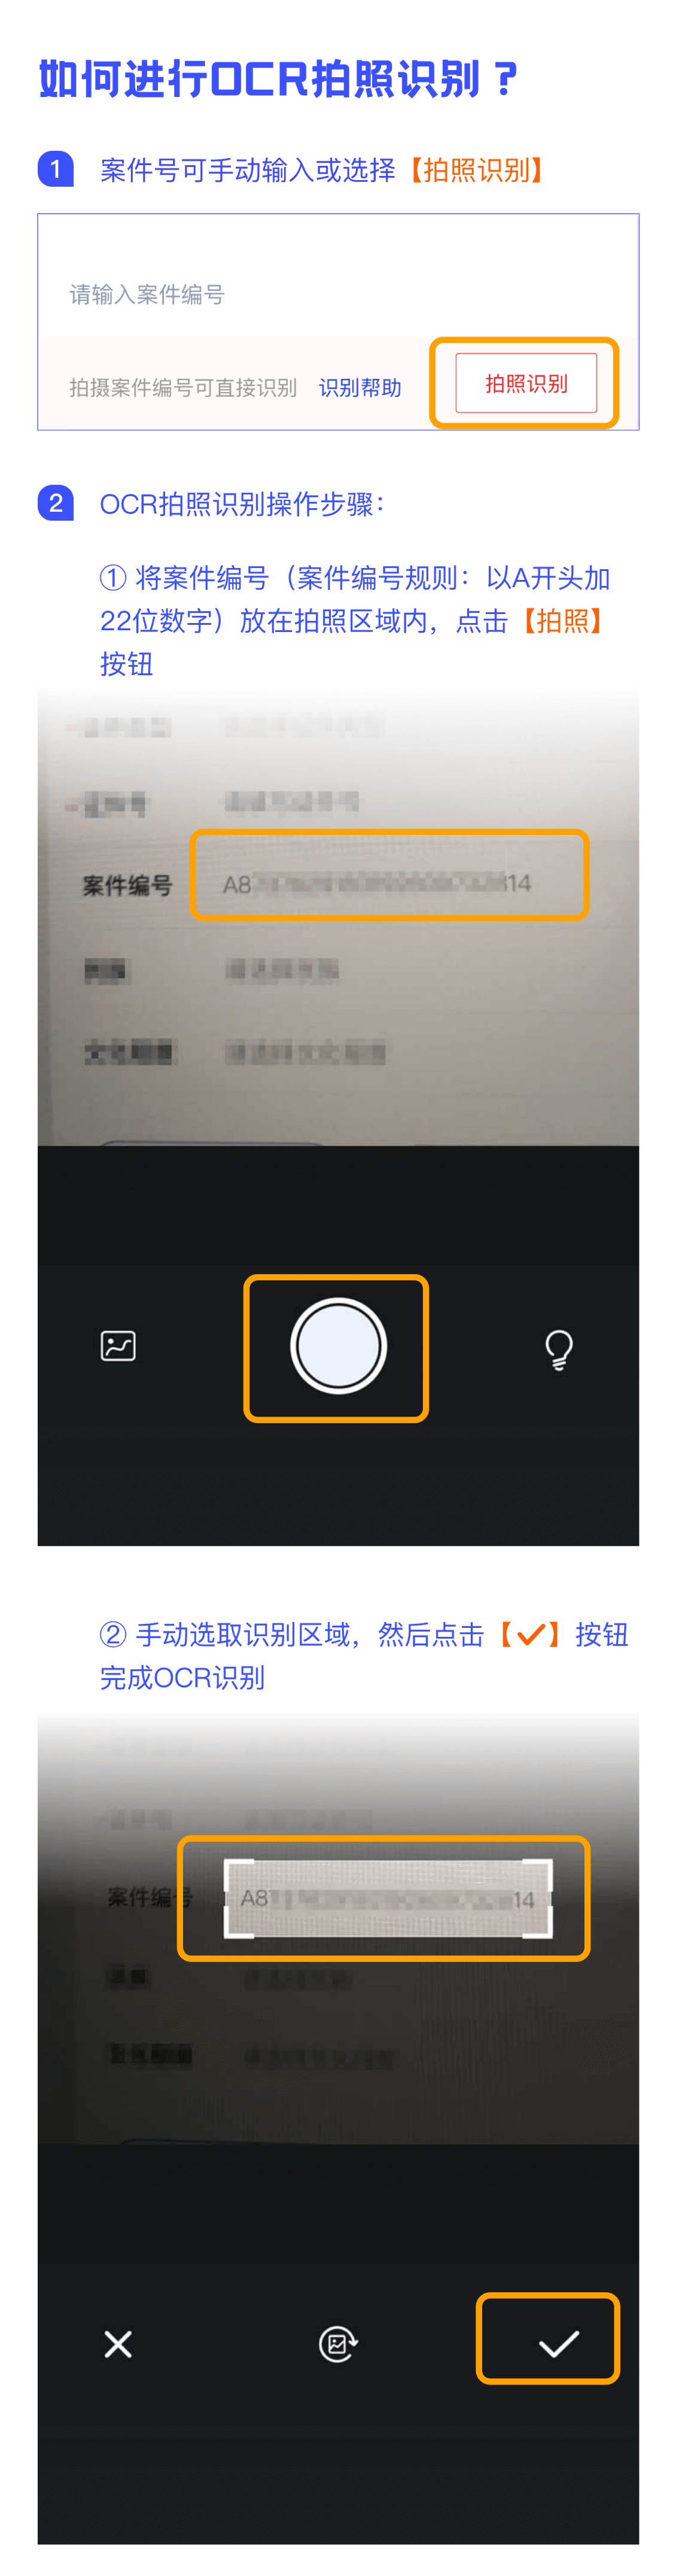 如何进行OCR拍照识别？
1 案件号可手动输入或选择【拍照识别】
请输入案件编号
拍摄案件编号可直接识别 识别帮助 拍照识别
2 OCR拍照识别操作步骤：
① 将案件编号（案件编号规则：以A开头加
22位数字）放在拍照区域内，点击【拍照】
按钮
案件编号 A8 814
② 手动选取识别区域，然后点击【✓】按钮
完成OCR识别
案件编号 A8 14